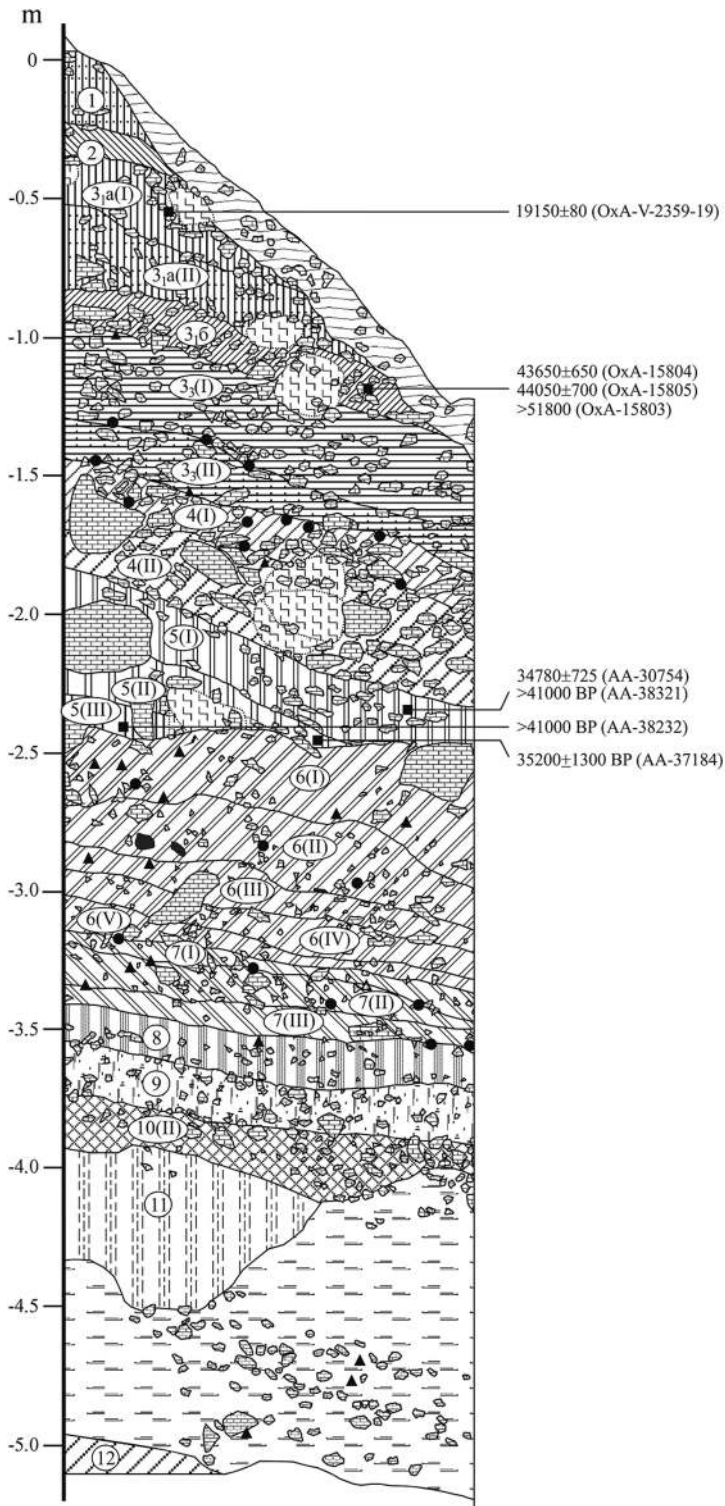 m
0
1
2
-0.5
3₁a(I)
19150±80 (OxA-V-2359-19)
3₁a(II)
-1.0
3₁б
43650±650 (OxA-15804)
44050±700 (OxA-15805)
>51800 (OxA-15803)
3₃(I)
-1.5
3₃(II)
4(I)
4(II)
-2.0
5(I)
34780±725 (AA-30754)
>41000 BP (AA-38321)
5(II)
5(III)
>41000 BP (AA-38232)
-2.5
35200±1300 BP (AA-37184)
6(I)
6(II)
-3.0
6(III)
6(V)
6(IV)
7(I)
7(II)
7(III)
-3.5
8
9
10(II)
-4.0
11
-4.5
-5.0
12